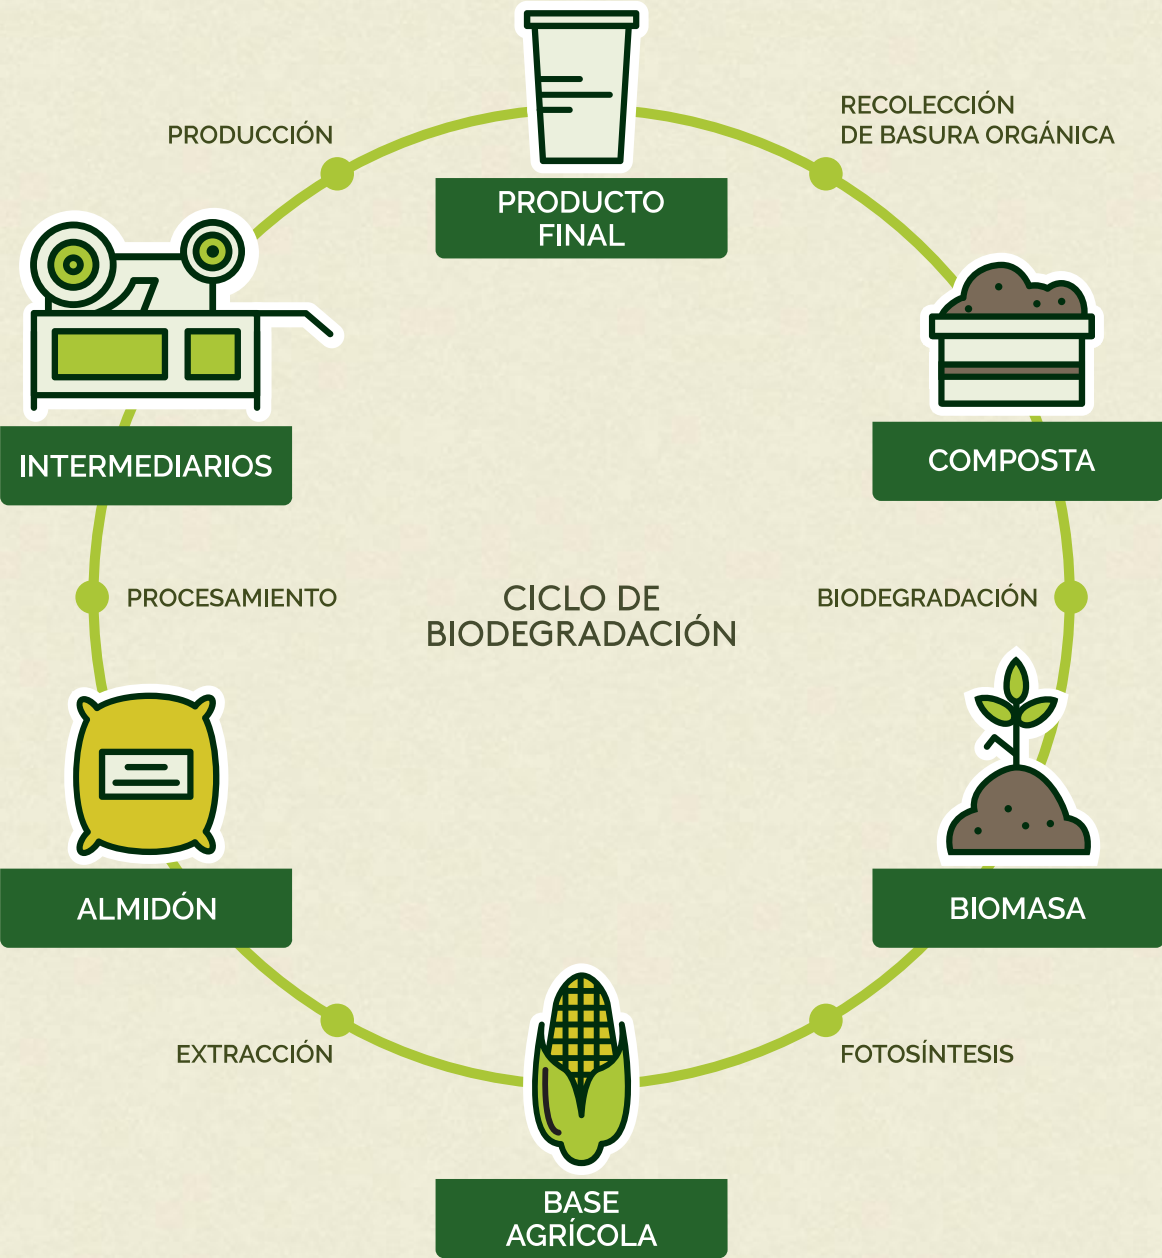 PRODUCCIÓN
RECOLECCIÓN
DE BASURA ORGÁNICA
PRODUCTO
FINAL
INTERMEDIARIOS
COMPOSTA
PROCESAMIENTO
CICLO DE
BIODEGRADACIÓN
BIODEGRADACIÓN
ALMIDÓN
BIOMASA
EXTRACCIÓN
FOTOSÍNTESIS
BASE
AGRÍCOLA